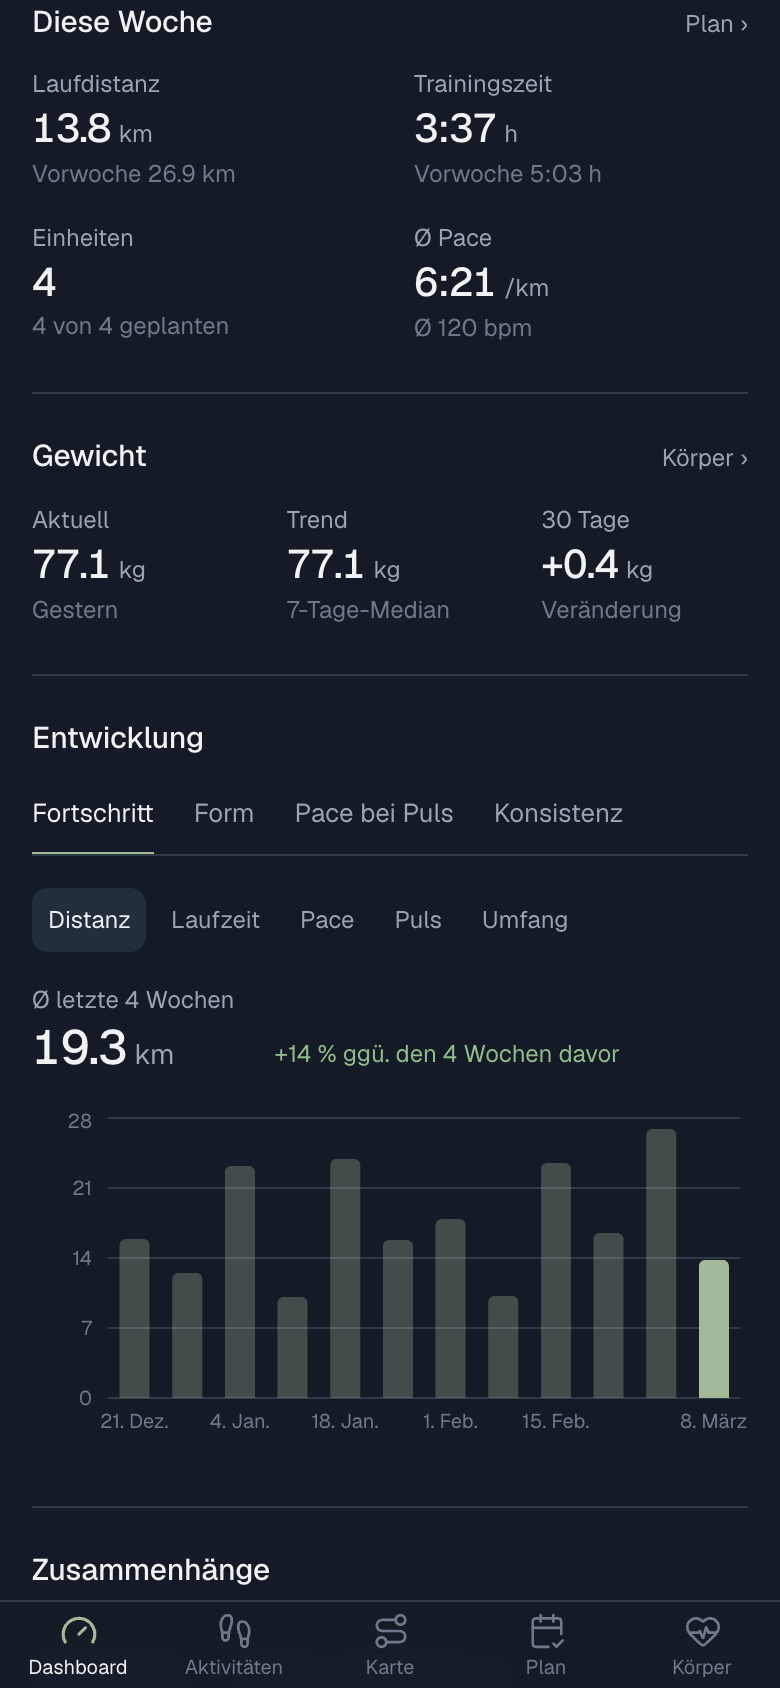 Diese Woche
Plan ›
Laufdistanz
Trainingszeit
13.8 km
3:37 h
Vorwoche 26.9 km
Vorwoche 5:03 h
Einheiten
Ø Pace
4
6:21 /km
4 von 4 geplanten
Ø 120 bpm
Gewicht
Körper ›
Aktuell
Trend
30 Tage
77.1 kg
77.1 kg
+0.4 kg
Gestern
7-Tage-Median
Veränderung
Entwicklung
Fortschritt
Form
Pace bei Puls
Konsistenz
Distanz
Laufzeit
Pace
Puls
Umfang
Ø letzte 4 Wochen
19.3 km
+14 % ggü. den 4 Wochen davor
28
21
14
7
0
21. Dez.
4. Jan.
18. Jan.
1. Feb.
15. Feb.
8. März
Zusammenhänge
Dashboard
Aktivitäten
Karte
Plan
Körper